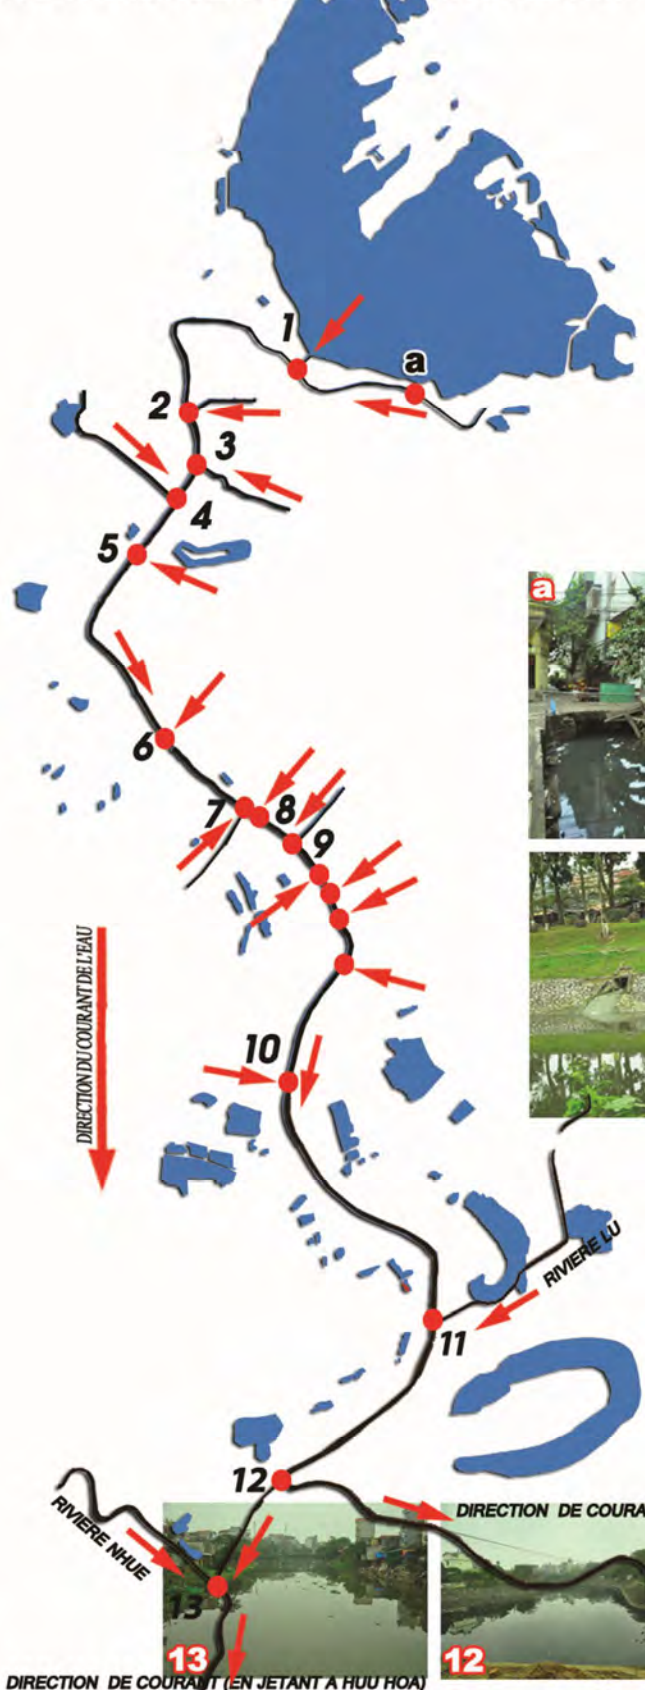 1
a
2
3
4
5
a
6
7
8
9
DIRECTION DU COURANT DE L'EAU
10
RIVIERE LU
11
12
RIVIERE NHUE
DIRECTION DE COURA
13
13
12
DIRECTION DE COURANT (EN JETANT A HUU HOA)